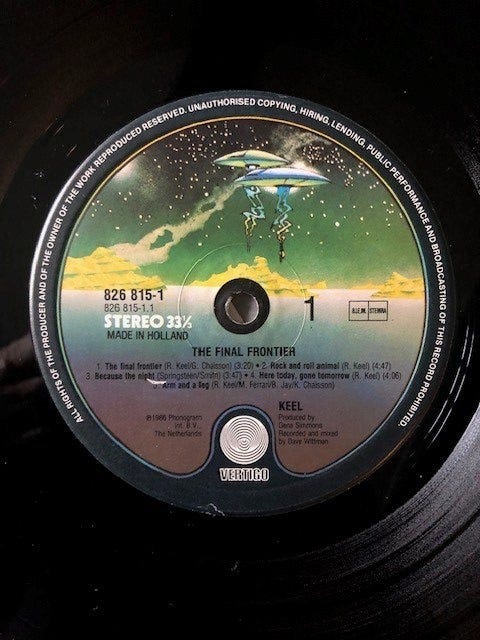 ALL RIGHTS OF THE PRODUCER AND OF THE OWNER OF THE WORK REPRODUCED RESERVED. UNAUTHORISED COPYING, HIRING, LENDING, PUBLIC PERFORMANCE AND BROADCASTING OF THIS RECORD PROHIBITED.
826 815-1
826 815-1.1
STEREO 33⅓
MADE IN HOLLAND
1
B.I.E.M. STEMRA
THE FINAL FRONTIER
1. The final frontier (R. Keel/G. Chaisson) (3:20) • 2. Rock and roll animal (R. Keel) (4:47)
3. Because the night (Springsteen/Smith) (3:47) • 4. Here today, gone tomorrow (R. Keel) (4:06)
5. Arm and a leg (R. Keel/M. Ferrari/B. Jay/K. Chaisson)
℗1986 Phonogram
Int. B.V.,
The Netherlands
KEEL
Produced by
Gene Simmons
Recorded and mixed
by Dave Wittman
VERTIGO